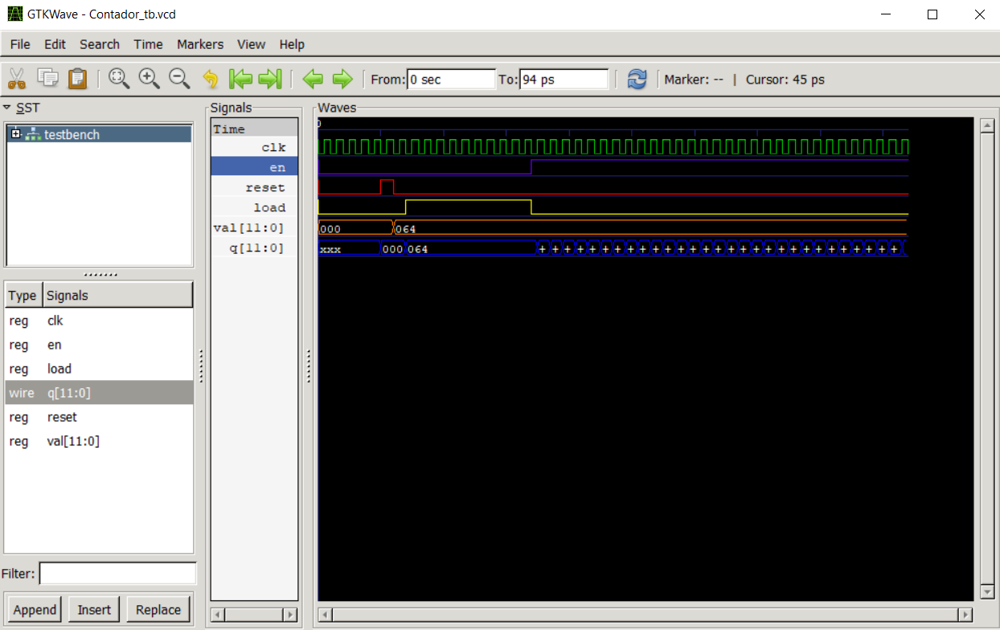 GTKWave - Contador_tb.vcd
File Edit Search Time Markers View Help
From: 0 sec To: 94 ps Marker: -- | Cursor: 45 ps
SST
testbench
Type Signals
reg clk
reg en
reg load
wire q[11:0]
reg reset
reg val[11:0]
Filter:
Append Insert Replace
Signals
Time
clk
en
reset
load
val[11:0]
q[11:0]
Waves
0
000 064
xxx 000 064 + + + + + + + + + + + + + + + + + + + + + + + + + + + + +